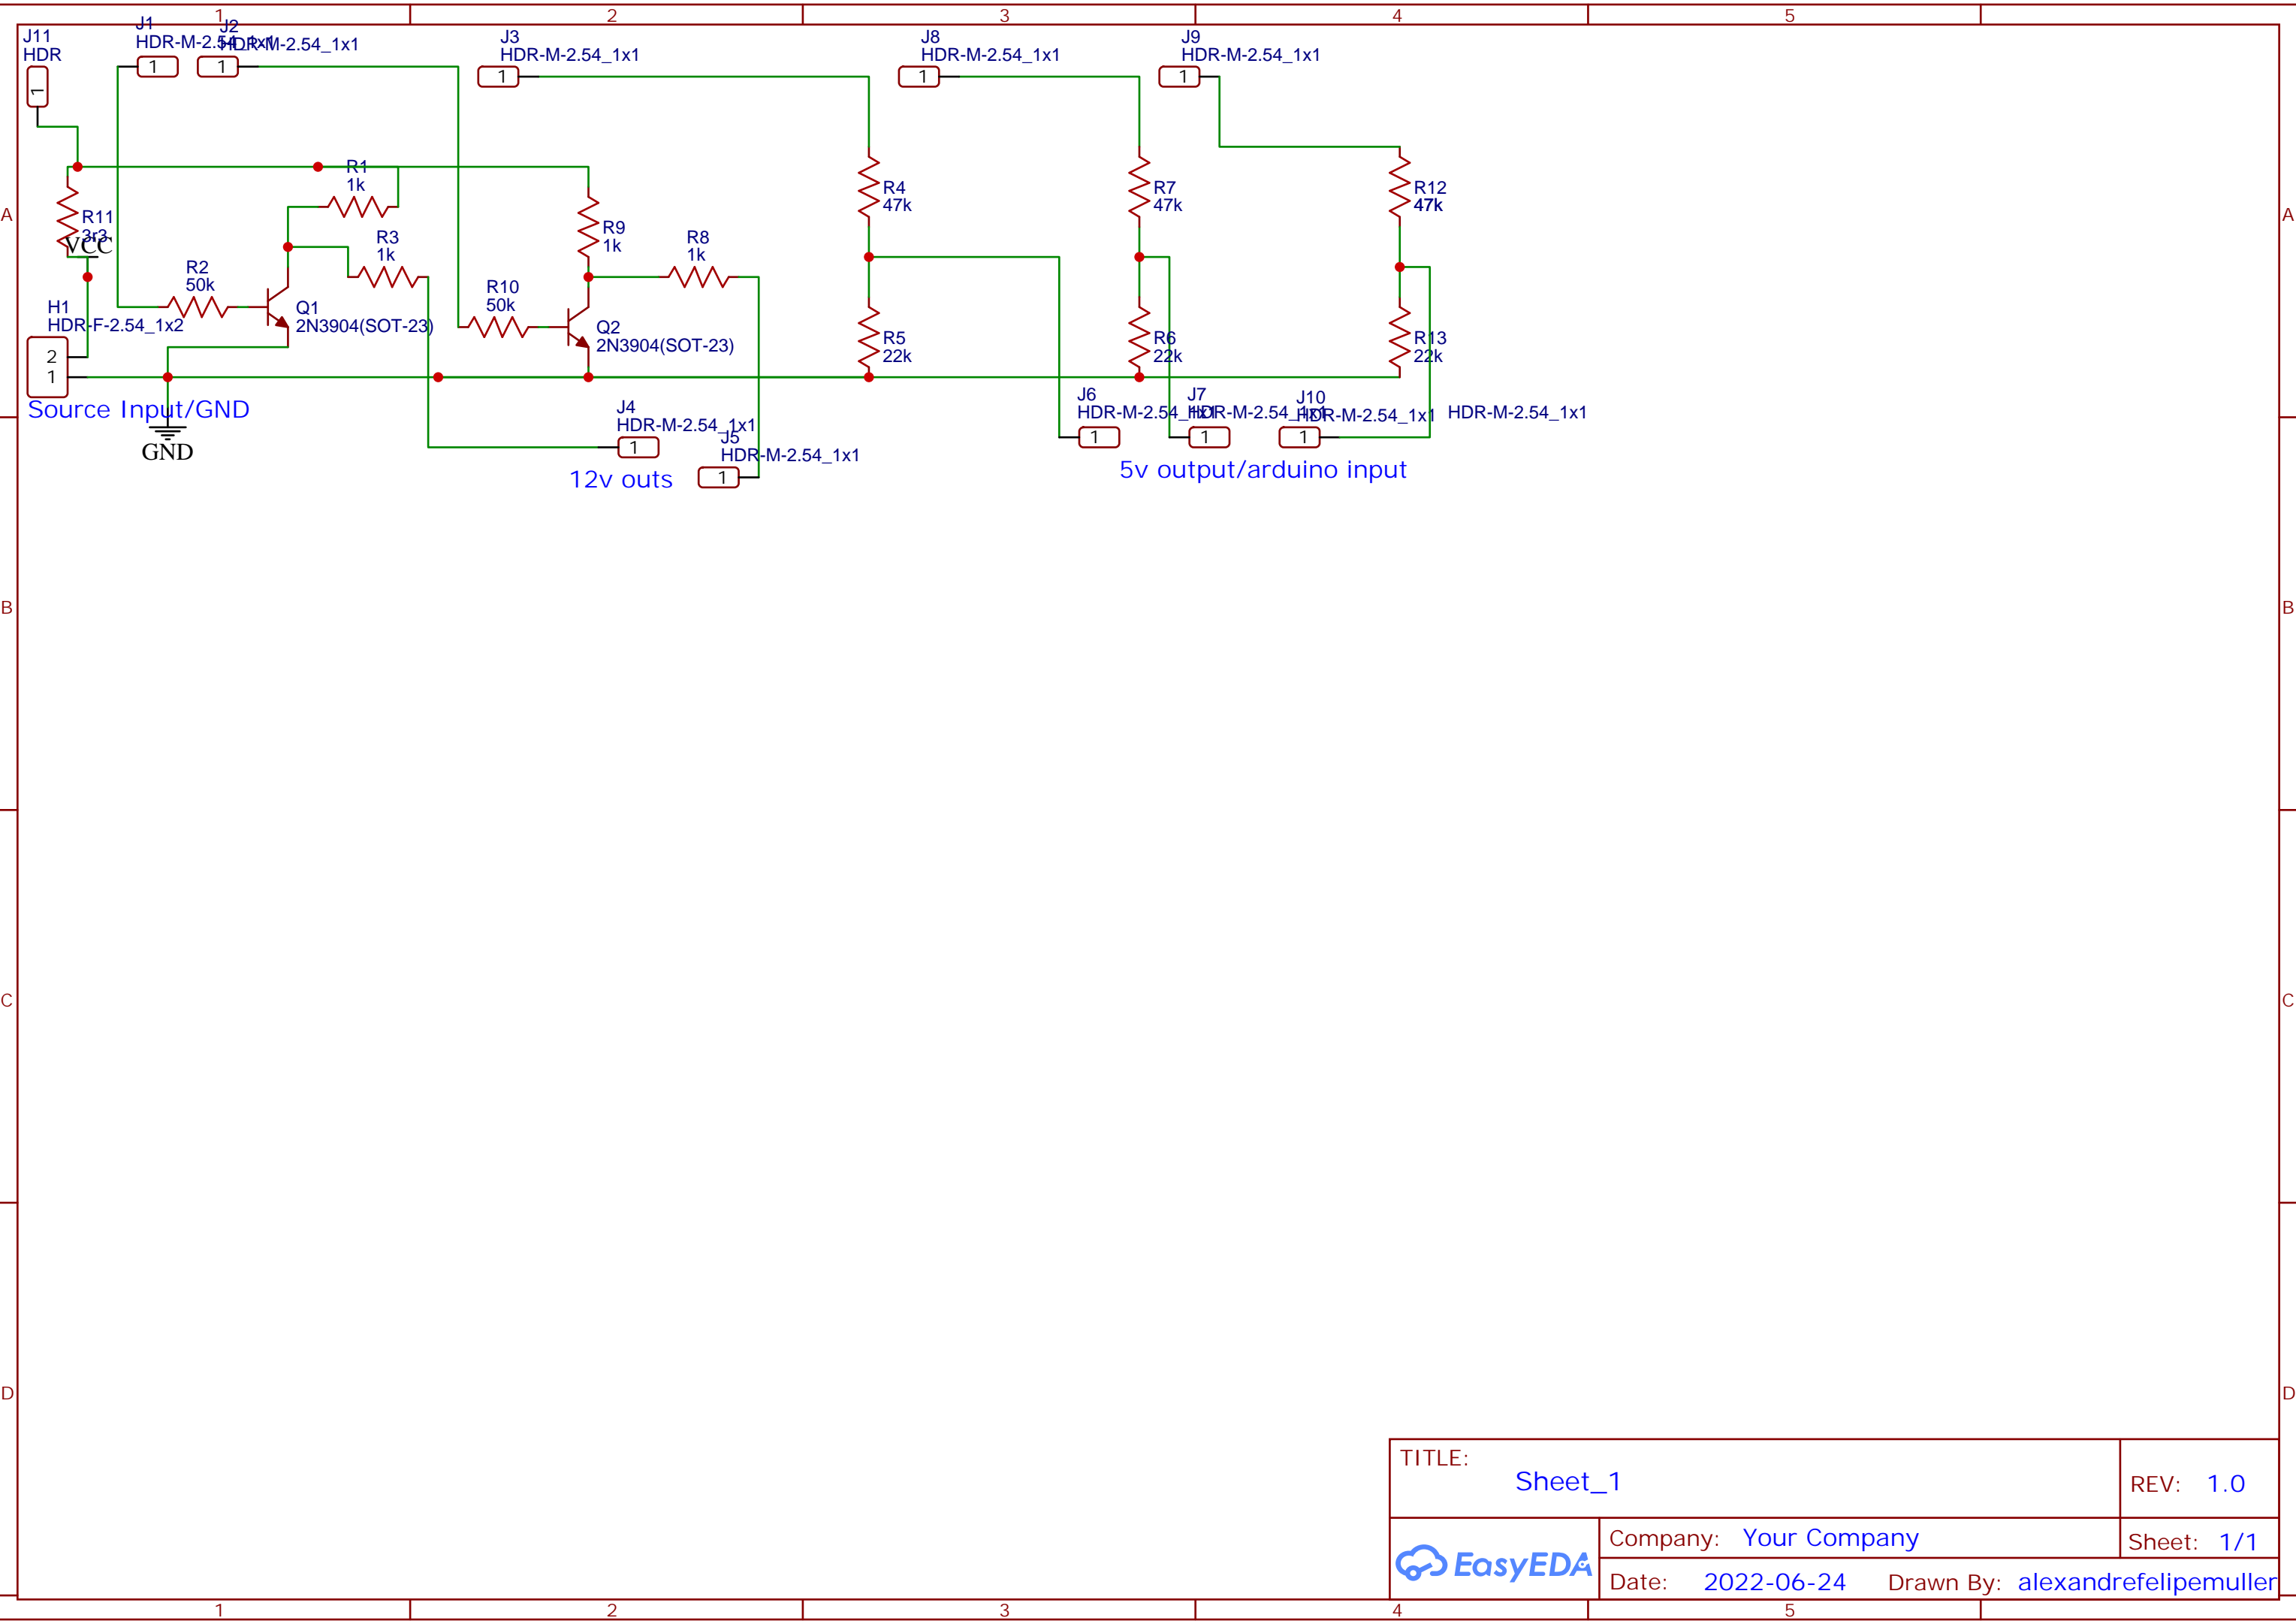 1
2
3
4
5
J11
HDR
J1
HDR-M-2.54_1x1
J2
HDR-M-2.54_1x1
J3
HDR-M-2.54_1x1
J8
HDR-M-2.54_1x1
J9
HDR-M-2.54_1x1
1
1
1
1
1
1
A
A
R1
1k
R11
3r3
VCC
R3
1k
R2
50k
R9
1k
R8
1k
R10
50k
R4
47k
R7
47k
R12
47k
H1
HDR-F-2.54_1x2
2
1
Q1
2N3904(SOT-23)
Q2
2N3904(SOT-23)
R5
22k
R6
22k
R13
22k
Source Input/GND
GND
J4
HDR-M-2.54_1x1
1
J5
HDR-M-2.54_1x1
1
12v outs
J6
HDR-M-2.54_1x1
1
J7
HDR-M-2.54_1x1
1
J10
HDR-M-2.54_1x1
1
HDR-M-2.54_1x1
5v output/arduino input
B
B
C
C
D
D
TITLE:
Sheet_1
REV: 1.0
EasyEDA
Company: Your Company
Sheet: 1/1
Date: 2022-06-24
Drawn By: alexandrefelipemuller
1
2
3
4
5